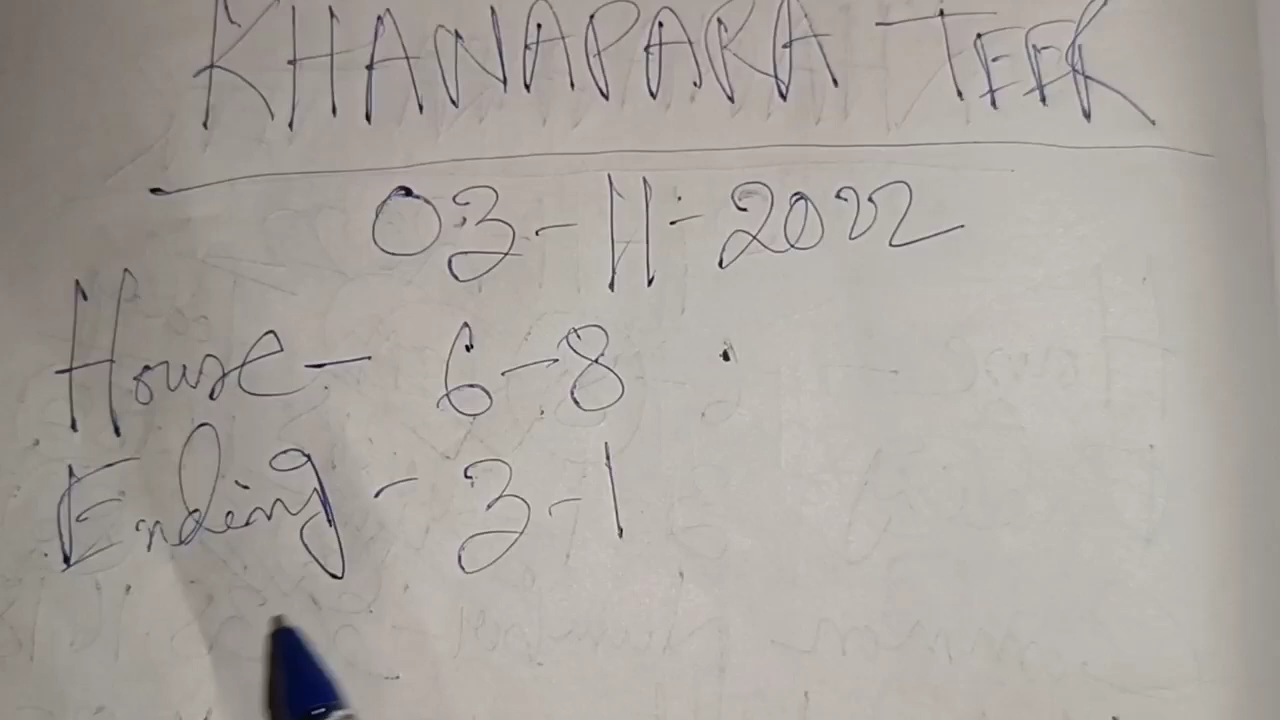 KHANAPARA TEER
03-11-2022
House - 6-8
Ending - 3-1